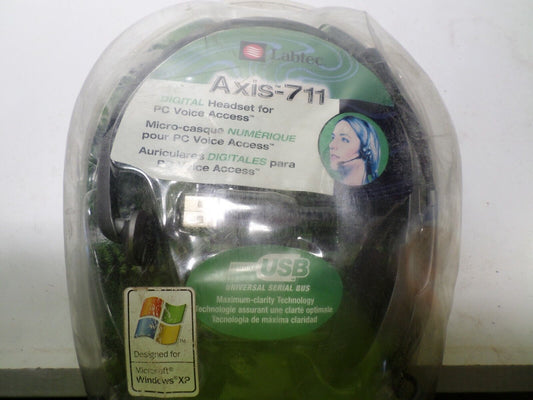 Labtec
Axis™-711
DIGITAL Headset for
PC Voice Access™
Micro-casque NUMÉRIQUE
pour PC Voice Access™
Auriculares DIGITALES para
PC Voice Access™
USB
UNIVERSAL SERIAL BUS
Maximum-clarity Technology
Technologie assurant une clarté optimale
Tecnología de máxima claridad
Designed for
Microsoft®
Windows®XP